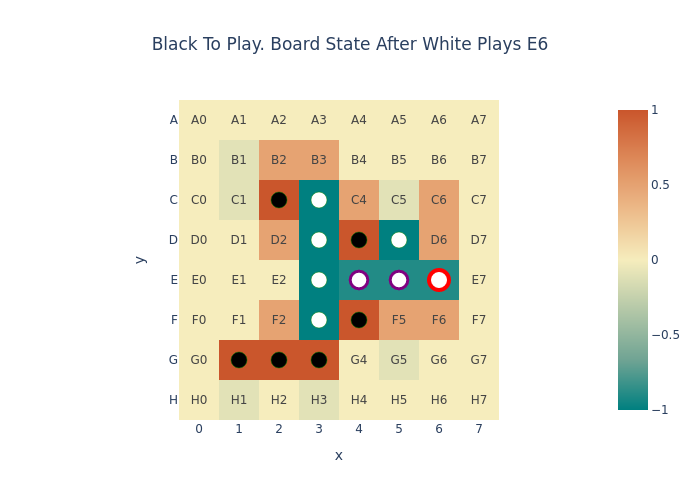 Black To Play. Board State After White Plays E6
A A0 A1 A2 A3 A4 A5 A6 A7
B B0 B1 B2 B3 B4 B5 B6 B7
C C0 C1 C4 C5 C6 C7
D D0 D1 D2 D6 D7
E E0 E1 E2 E7
F F0 F1 F2 F5 F6 F7
G G0 G4 G5 G6 G7
H H0 H1 H2 H3 H4 H5 H6 H7
0 1 2 3 4 5 6 7
x
y
1
0.5
0
−0.5
−1